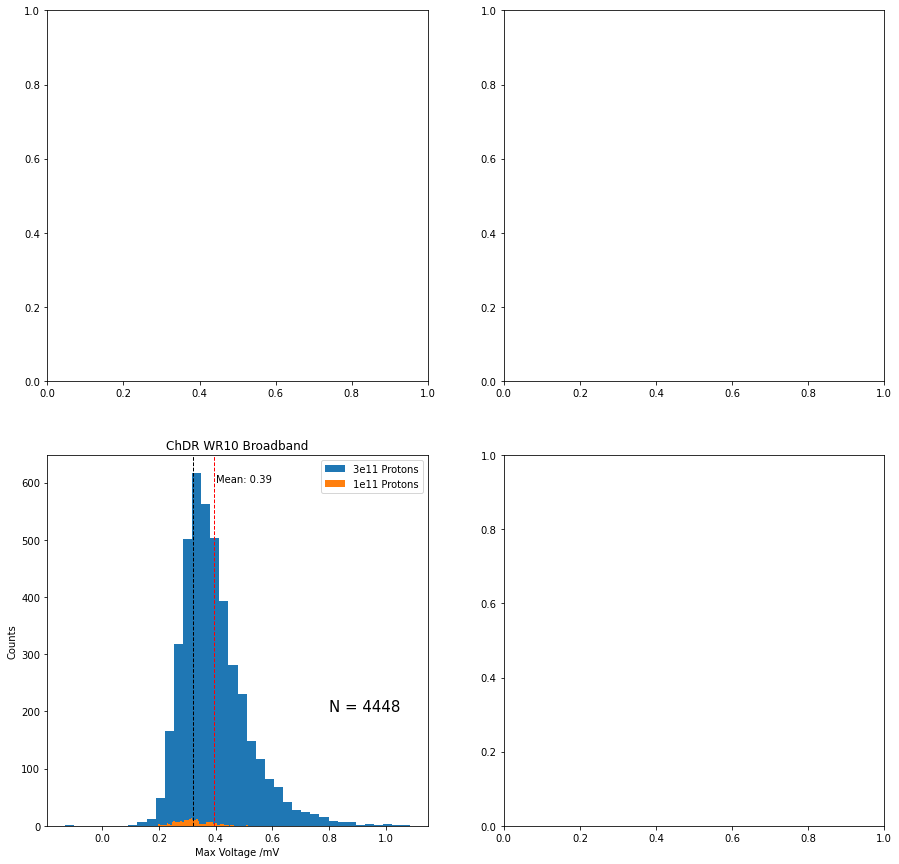 1.0
0.8
0.6
0.4
0.2
0.0
0.0 0.2 0.4 0.6 0.8 1.0
1.0
0.8
0.6
0.4
0.2
0.0
0.0 0.2 0.4 0.6 0.8 1.0
ChDR WR10 Broadband
600
500
400
300
200
100
0
Counts
Mean: 0.39
3e11 Protons
1e11 Protons
N = 4448
0.0 0.2 0.4 0.6 0.8 1.0
Max Voltage /mV
1.0
0.8
0.6
0.4
0.2
0.0
0.0 0.2 0.4 0.6 0.8 1.0